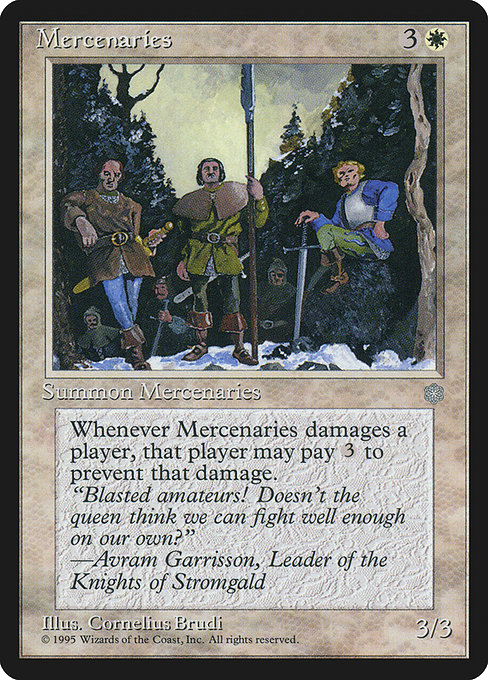 Mercenaries 3
Summon Mercenaries
Whenever Mercenaries damages a
player, that player may pay 3 to
prevent that damage.
“Blasted amateurs! Doesn’t the
queen think we can fight well enough
on our own?”
—Avram Garrisson, Leader of the
Knights of Stromgald
Illus. Cornelius Brudi
© 1995 Wizards of the Coast, Inc. All rights reserved.
3/3